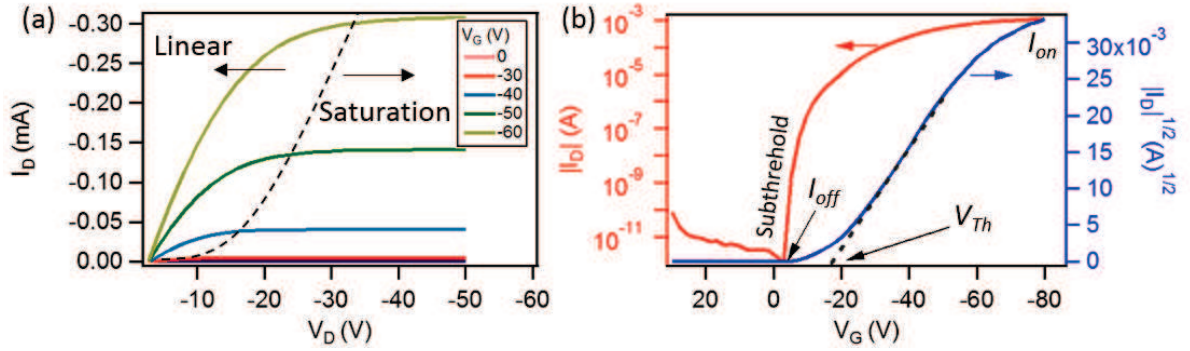 (a)
-0.30
-0.25
-0.20
-0.15
-0.10
-0.05
0.00
I_D (mA)
Linear
Saturation
V_G (V)
0
-30
-40
-50
-60
-10
-20
-30
-40
-50
-60
V_D (V)
(b)
10^-3
10^-5
10^-7
10^-9
10^-11
|I_D| (A)
Subthrehold
I_off
V_Th
I_on
30x10^-3
25
20
15
10
5
0
|I_D|^1/2 (A)^1/2
20
0
-20
-40
-60
-80
V_G (V)